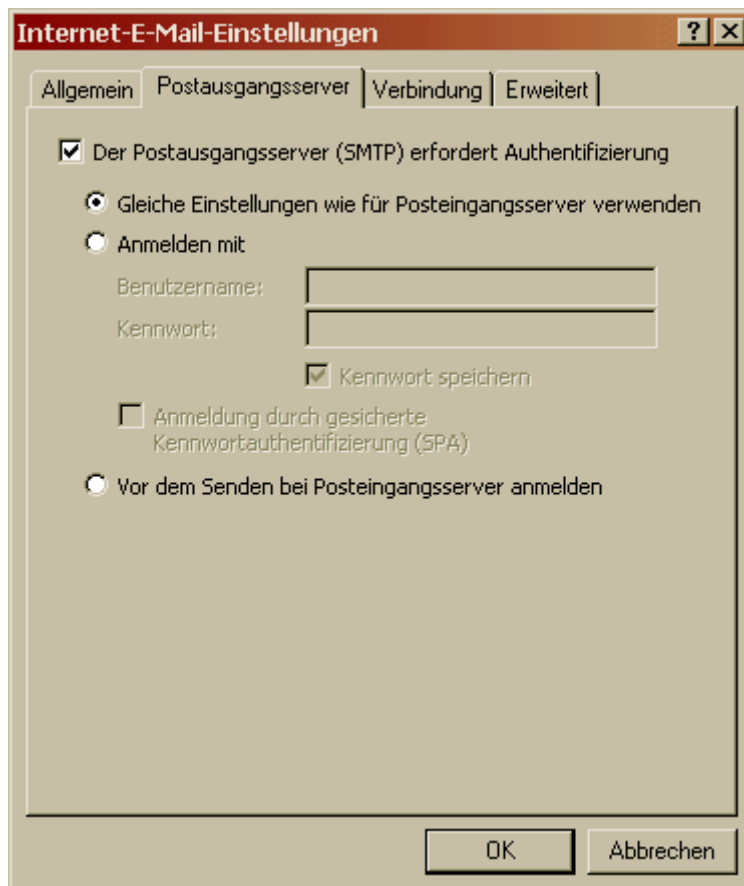 Internet-E-Mail-Einstellungen
Allgemein Postausgangsserver Verbindung Erweitert
Der Postausgangsserver (SMTP) erfordert Authentifizierung
Gleiche Einstellungen wie für Posteingangsserver verwenden
Anmelden mit
Benutzername:
Kennwort:
Kennwort speichern
Anmeldung durch gesicherte
Kennwortauthentifizierung (SPA)
Vor dem Senden bei Posteingangsserver anmelden
OK Abbrechen